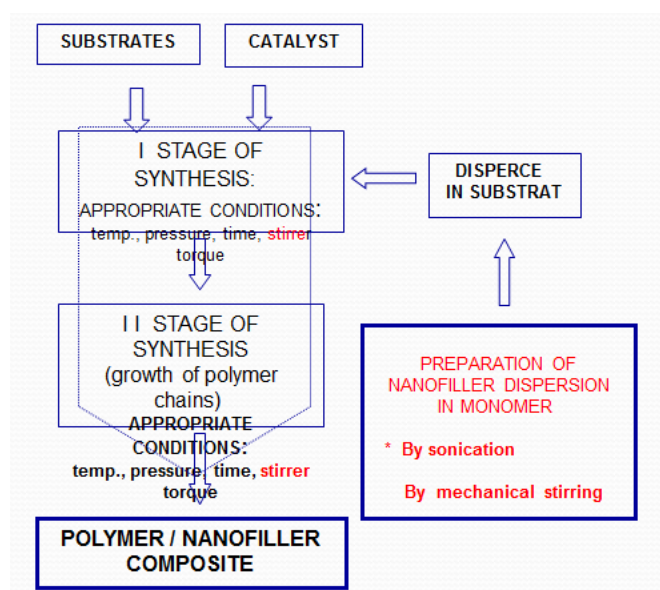 SUBSTRATES
CATALYST
I STAGE OF
SYNTHESIS:
APPROPRIATE CONDITIONS:
temp., pressure, time, stirrer
torque
DISPERCE
IN SUBSTRAT
I I STAGE OF
SYNTHESIS
(growth of polymer
chains)
APPROPRIATE
CONDITIONS:
temp., pressure, time, stirrer
torque
PREPARATION OF
NANOFILLER DISPERSION
IN MONOMER
* By sonication
By mechanical stirring
POLYMER / NANOFILLER
COMPOSITE